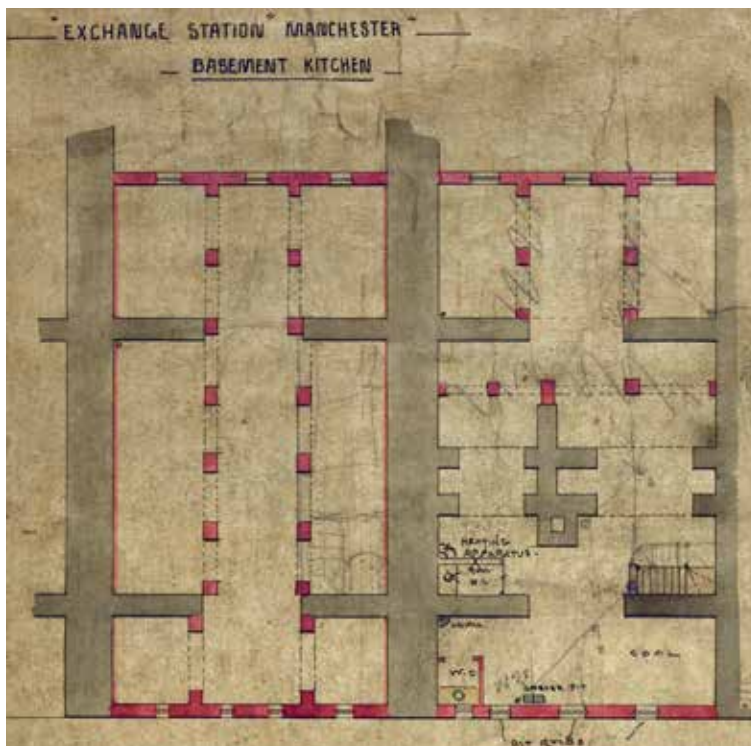 "EXCHANGE STATION" MANCHESTER
BASEMENT KITCHEN
HEATING
APPARATUS
W.C
COAL
W.C